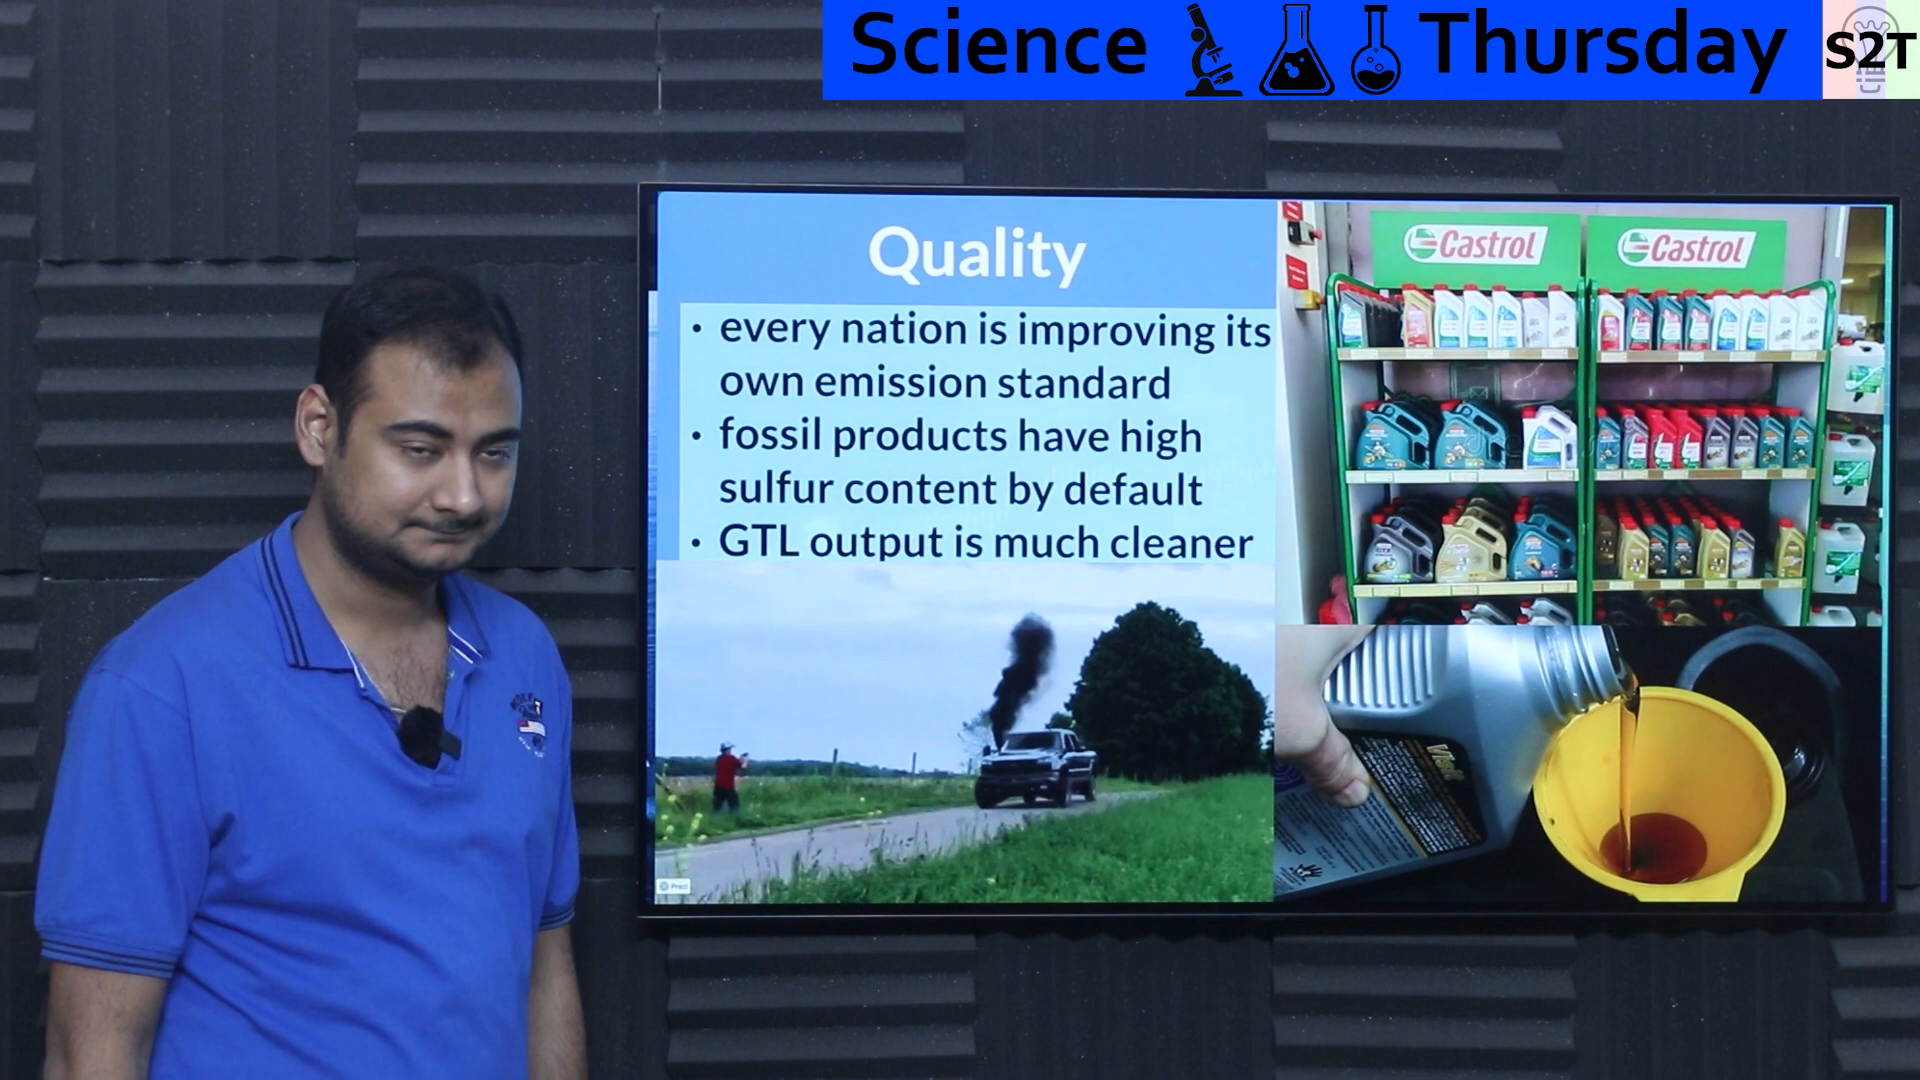 Science Thursday
S2T
Quality
• every nation is improving its
own emission standard
• fossil products have high
sulfur content by default
• GTL output is much cleaner
Castrol
Castrol
Prezi